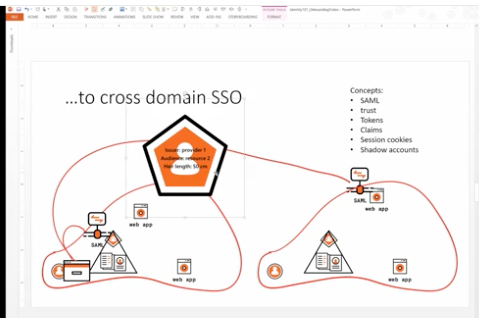 FILE HOME INSERT DESIGN TRANSITIONS ANIMATIONS SLIDE SHOW REVIEW VIEW ADD-INS STORYBOARDING FORMAT
...to cross domain SSO
Concepts:
• SAML
• trust
• Tokens
• Claims
• Session cookies
• Shadow accounts
Issuer: provider 1
Audience: resource 2
Hair length: 50 cm
SAML
web app
web app
SAML
web app
web app